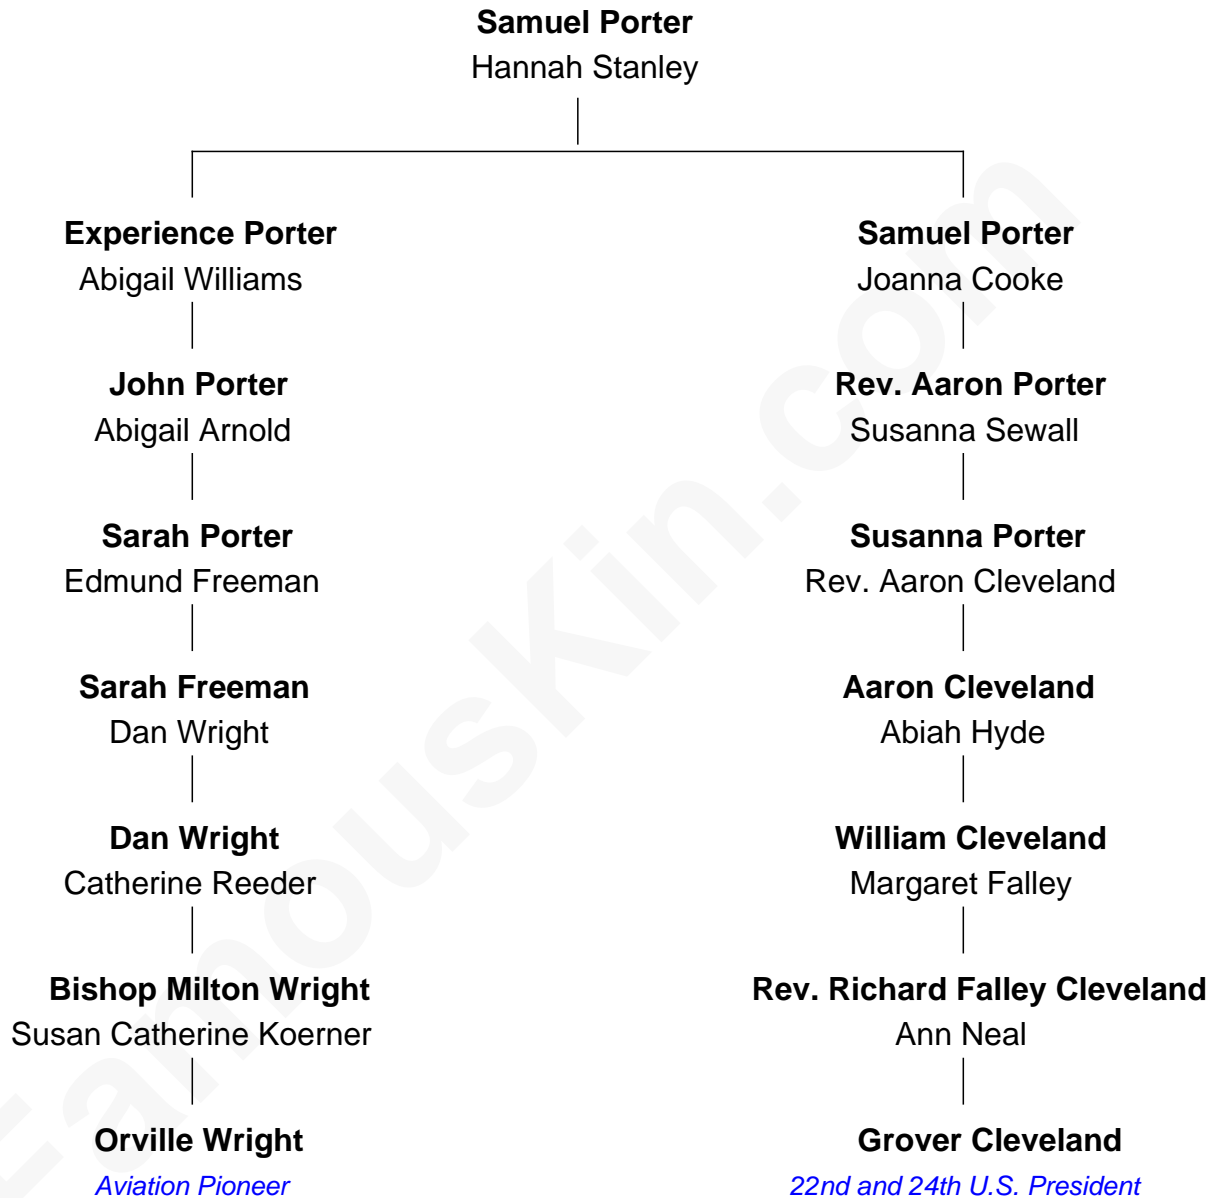 Samuel Porter
Hannah Stanley
Experience Porter
Abigail Williams
Samuel Porter
Joanna Cooke
John Porter
Abigail Arnold
Rev. Aaron Porter
Susanna Sewall
Sarah Porter
Edmund Freeman
Susanna Porter
Rev. Aaron Cleveland
Sarah Freeman
Dan Wright
Aaron Cleveland
Abiah Hyde
Dan Wright
Catherine Reeder
William Cleveland
Margaret Falley
Bishop Milton Wright
Susan Catherine Koerner
Rev. Richard Falley Cleveland
Ann Neal
Orville Wright
Aviation Pioneer
Grover Cleveland
22nd and 24th U.S. President
FamousKin.com